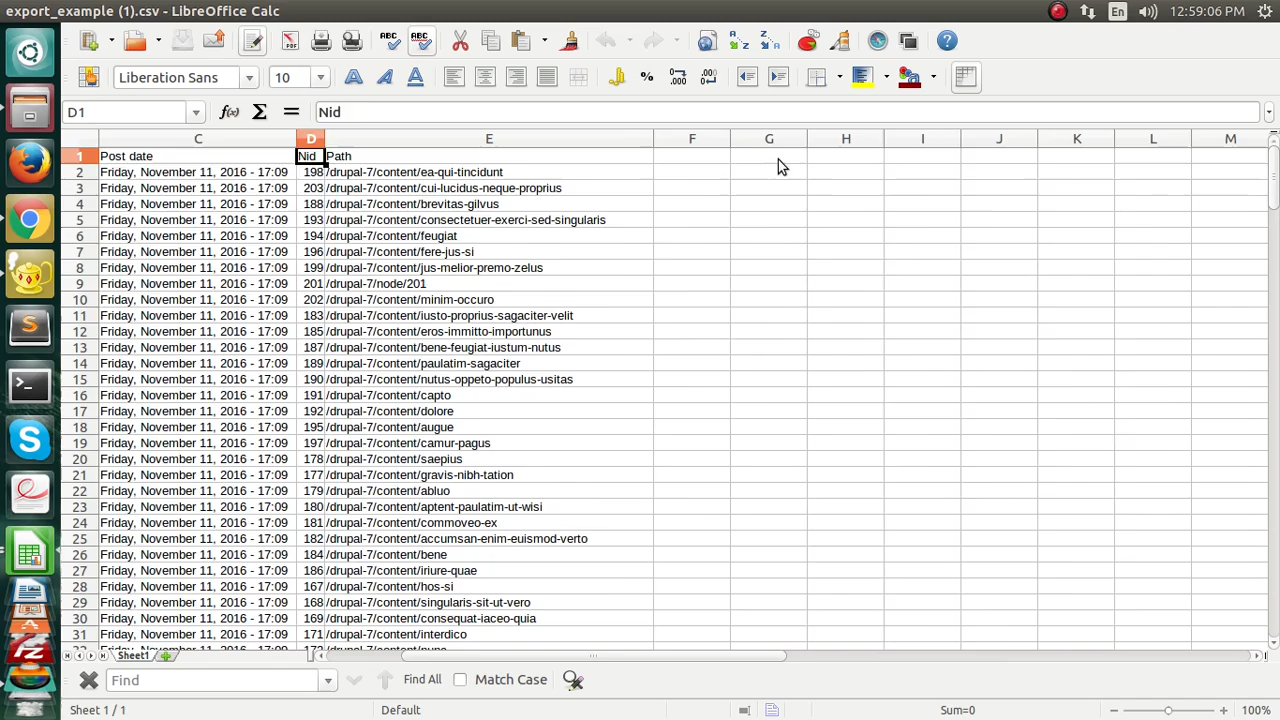 export_example (1).csv - LibreOffice Calc
En
12:59:06 PM
Liberation Sans
10
D1
Nid
C D E F G H I J K L M
1 Post date Nid Path
2 Friday, November 11, 2016 - 17:09 198 /drupal-7/content/ea-qui-tincidunt
3 Friday, November 11, 2016 - 17:09 203 /drupal-7/content/cui-lucidus-neque-proprius
4 Friday, November 11, 2016 - 17:09 188 /drupal-7/content/brevitas-gilvus
5 Friday, November 11, 2016 - 17:09 193 /drupal-7/content/consectetuer-exerci-sed-singularis
6 Friday, November 11, 2016 - 17:09 194 /drupal-7/content/feugiat
7 Friday, November 11, 2016 - 17:09 196 /drupal-7/content/fere-jus-si
8 Friday, November 11, 2016 - 17:09 199 /drupal-7/content/jus-melior-premo-zelus
9 Friday, November 11, 2016 - 17:09 201 /drupal-7/node/201
10 Friday, November 11, 2016 - 17:09 202 /drupal-7/content/minim-occuro
11 Friday, November 11, 2016 - 17:09 183 /drupal-7/content/iusto-proprius-sagaciter-velit
12 Friday, November 11, 2016 - 17:09 185 /drupal-7/content/eros-immitto-importunus
13 Friday, November 11, 2016 - 17:09 187 /drupal-7/content/bene-feugiat-iustum-nutus
14 Friday, November 11, 2016 - 17:09 189 /drupal-7/content/paulatim-sagaciter
15 Friday, November 11, 2016 - 17:09 190 /drupal-7/content/nutus-oppeto-populus-usitas
16 Friday, November 11, 2016 - 17:09 191 /drupal-7/content/capto
17 Friday, November 11, 2016 - 17:09 192 /drupal-7/content/dolore
18 Friday, November 11, 2016 - 17:09 195 /drupal-7/content/augue
19 Friday, November 11, 2016 - 17:09 197 /drupal-7/content/camur-pagus
20 Friday, November 11, 2016 - 17:09 178 /drupal-7/content/saepius
21 Friday, November 11, 2016 - 17:09 177 /drupal-7/content/gravis-nibh-tation
22 Friday, November 11, 2016 - 17:09 179 /drupal-7/content/abluo
23 Friday, November 11, 2016 - 17:09 180 /drupal-7/content/aptent-paulatim-ut-wisi
24 Friday, November 11, 2016 - 17:09 181 /drupal-7/content/commoveo-ex
25 Friday, November 11, 2016 - 17:09 182 /drupal-7/content/accumsan-enim-euismod-verto
26 Friday, November 11, 2016 - 17:09 184 /drupal-7/content/bene
27 Friday, November 11, 2016 - 17:09 186 /drupal-7/content/iriure-quae
28 Friday, November 11, 2016 - 17:09 167 /drupal-7/content/hos-si
29 Friday, November 11, 2016 - 17:09 168 /drupal-7/content/singularis-sit-ut-vero
30 Friday, November 11, 2016 - 17:09 169 /drupal-7/content/consequat-iaceo-quia
31 Friday, November 11, 2016 - 17:09 171 /drupal-7/content/interdico
Sheet1
Find
Find All
Match Case
Sheet 1 / 1
Default
Sum=0
100%